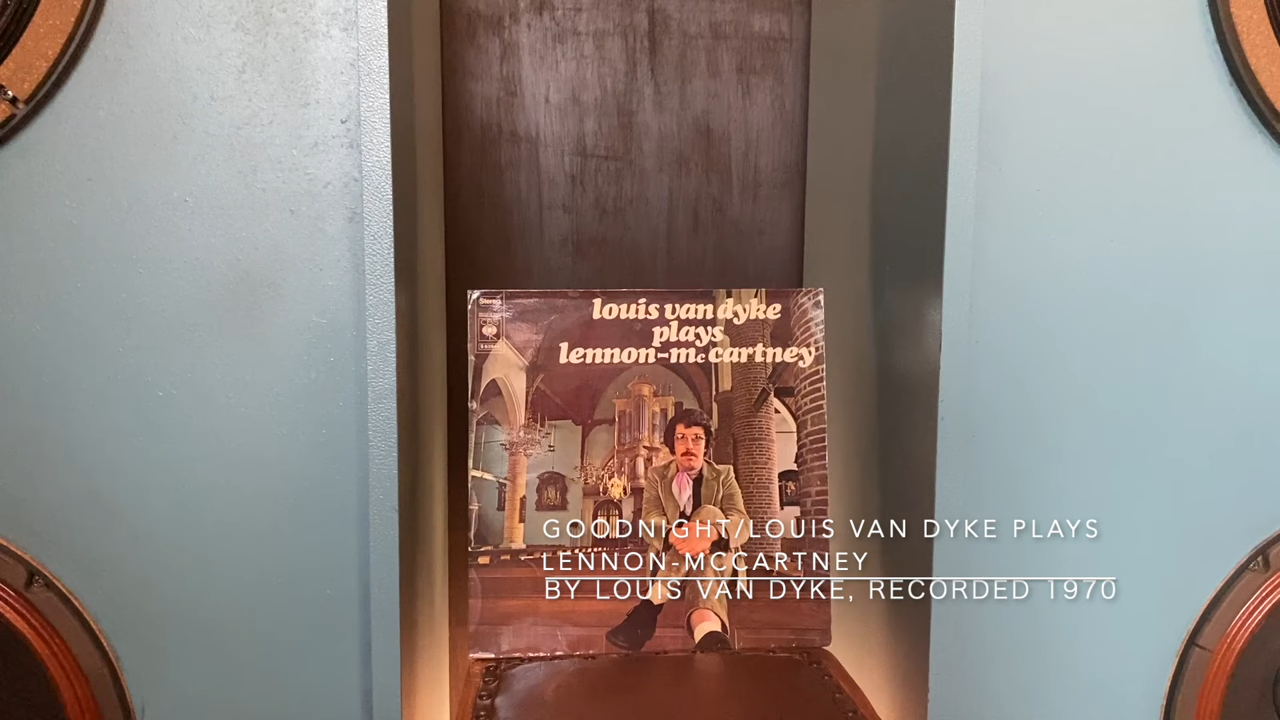 Stereo
louis van dyke
plays
lennon-mc cartney
CBS
GOODNIGHT/LOUIS VAN DYKE PLAYS
LENNON-MCCARTNEY
BY LOUIS VAN DYKE, RECORDED 1970